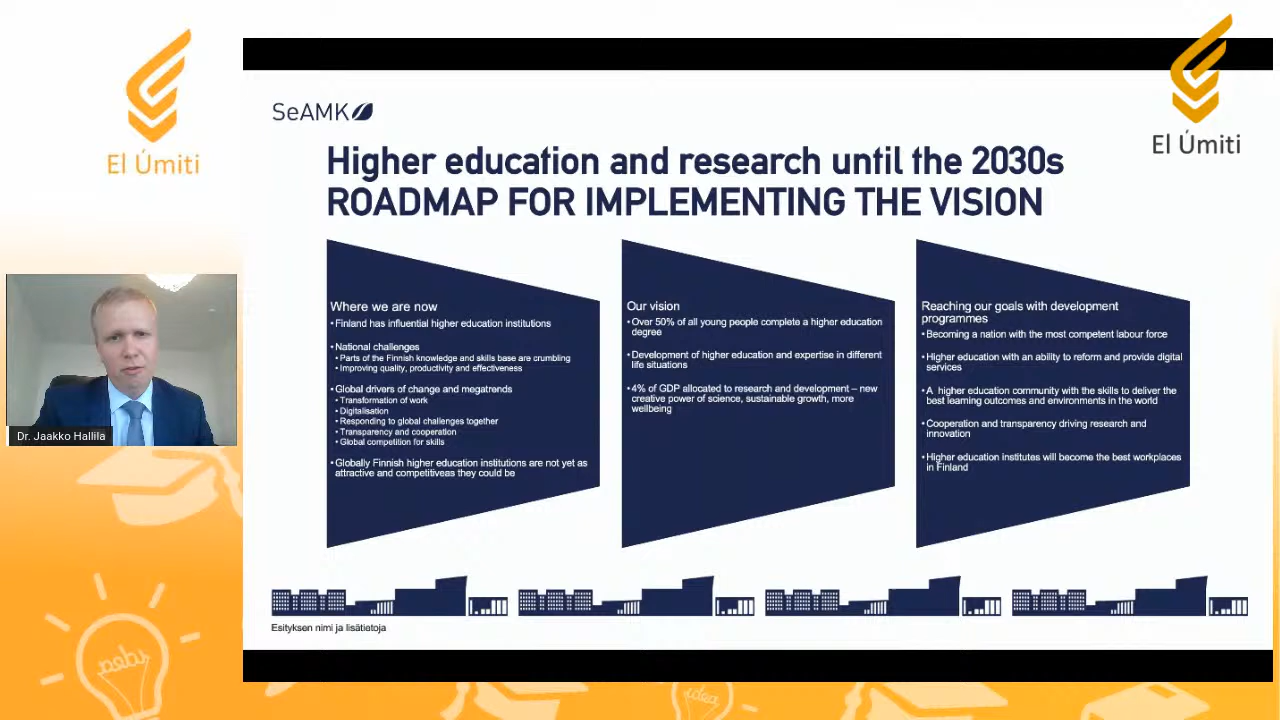 El Úmiti
El Úmiti
SeAMK
Higher education and research until the 2030s
ROADMAP FOR IMPLEMENTING THE VISION
Where we are now
•Finland has influential higher education institutions
•National challenges
•Parts of the Finnish knowledge and skills base are crumbling
•Improving quality, productivity and effectiveness
•Global drivers of change and megatrends
•Transformation of work
•Digitalisation
•Responding to global challenges together
•Transparency and cooperation
•Global competition for skills
•Globally Finnish higher education institutions are not yet as
attractive and competitiveas they could be
Our vision
•Over 50% of all young people complete a higher education
degree
•Development of higher education and expertise in different
life situations
•4% of GDP allocated to research and development – new
creative power of science, sustainable growth, more
wellbeing
Reaching our goals with development
programmes
•Becoming a nation with the most competent labour force
•Higher education with an ability to reform and provide digital
services
•A higher education community with the skills to deliver the
best learning outcomes and environments in the world
•Cooperation and transparency driving research and
innovation
•Higher education institutes will become the best workplaces
in Finland
Dr. Jaakko Hallila
Esityksen nimi ja lisätietoja
idea
idea